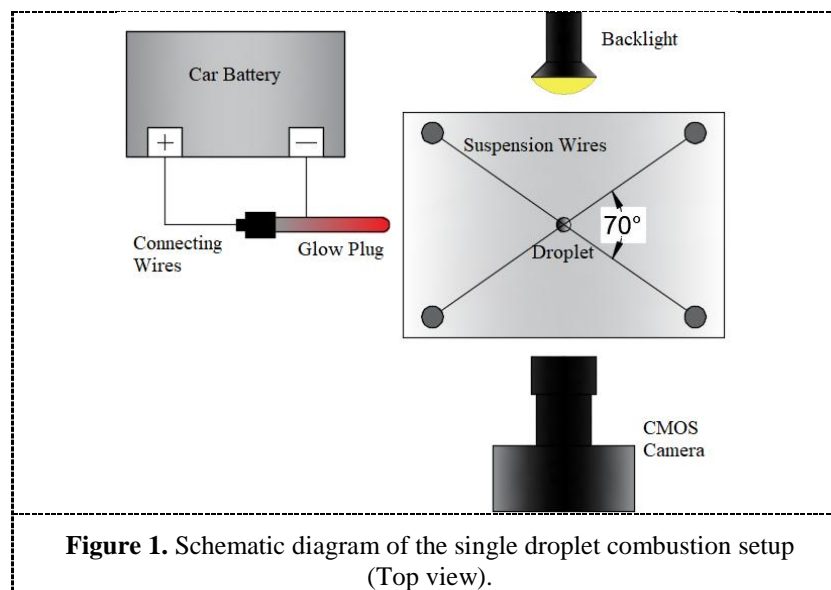 Backlight
Car Battery
+ −
Suspension Wires
70°
Droplet
Connecting
Wires
Glow Plug
CMOS
Camera
Figure 1. Schematic diagram of the single droplet combustion setup
(Top view).